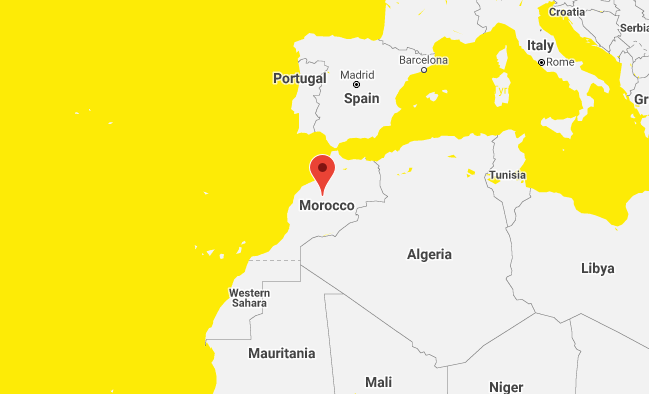 Croatia
Serbia
Italy
Rome
Barcelona
Portugal
Madrid
Spain
Gr
Tunisia
Morocco
Algeria
Libya
Western
Sahara
Mauritania
Mali
Niger